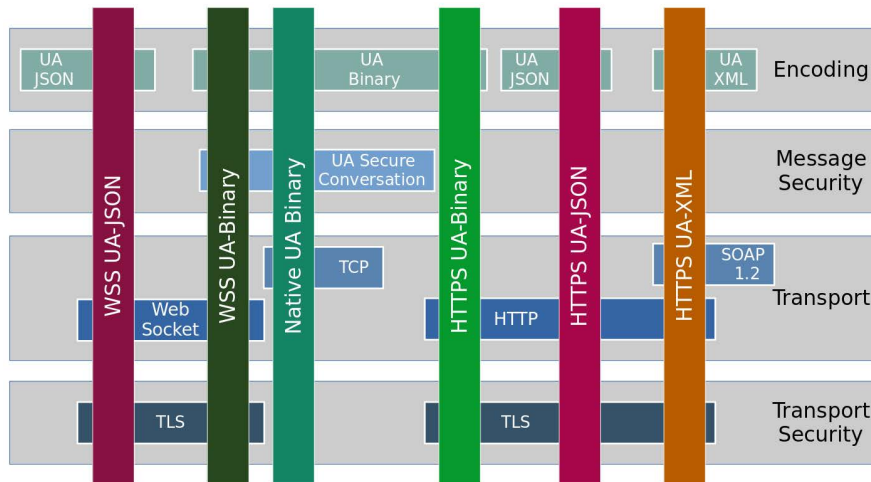 UA
JSON
UA
Binary
UA
JSON
UA
XML
Encoding
UA Secure
Conversation
Message
Security
TCP
SOAP
1.2
Web
Socket
HTTP
Transport
TLS
TLS
Transport
Security
WSS UA-JSON
WSS UA-Binary
Native UA Binary
HTTPS UA-Binary
HTTPS UA-JSON
HTTPS UA-XML